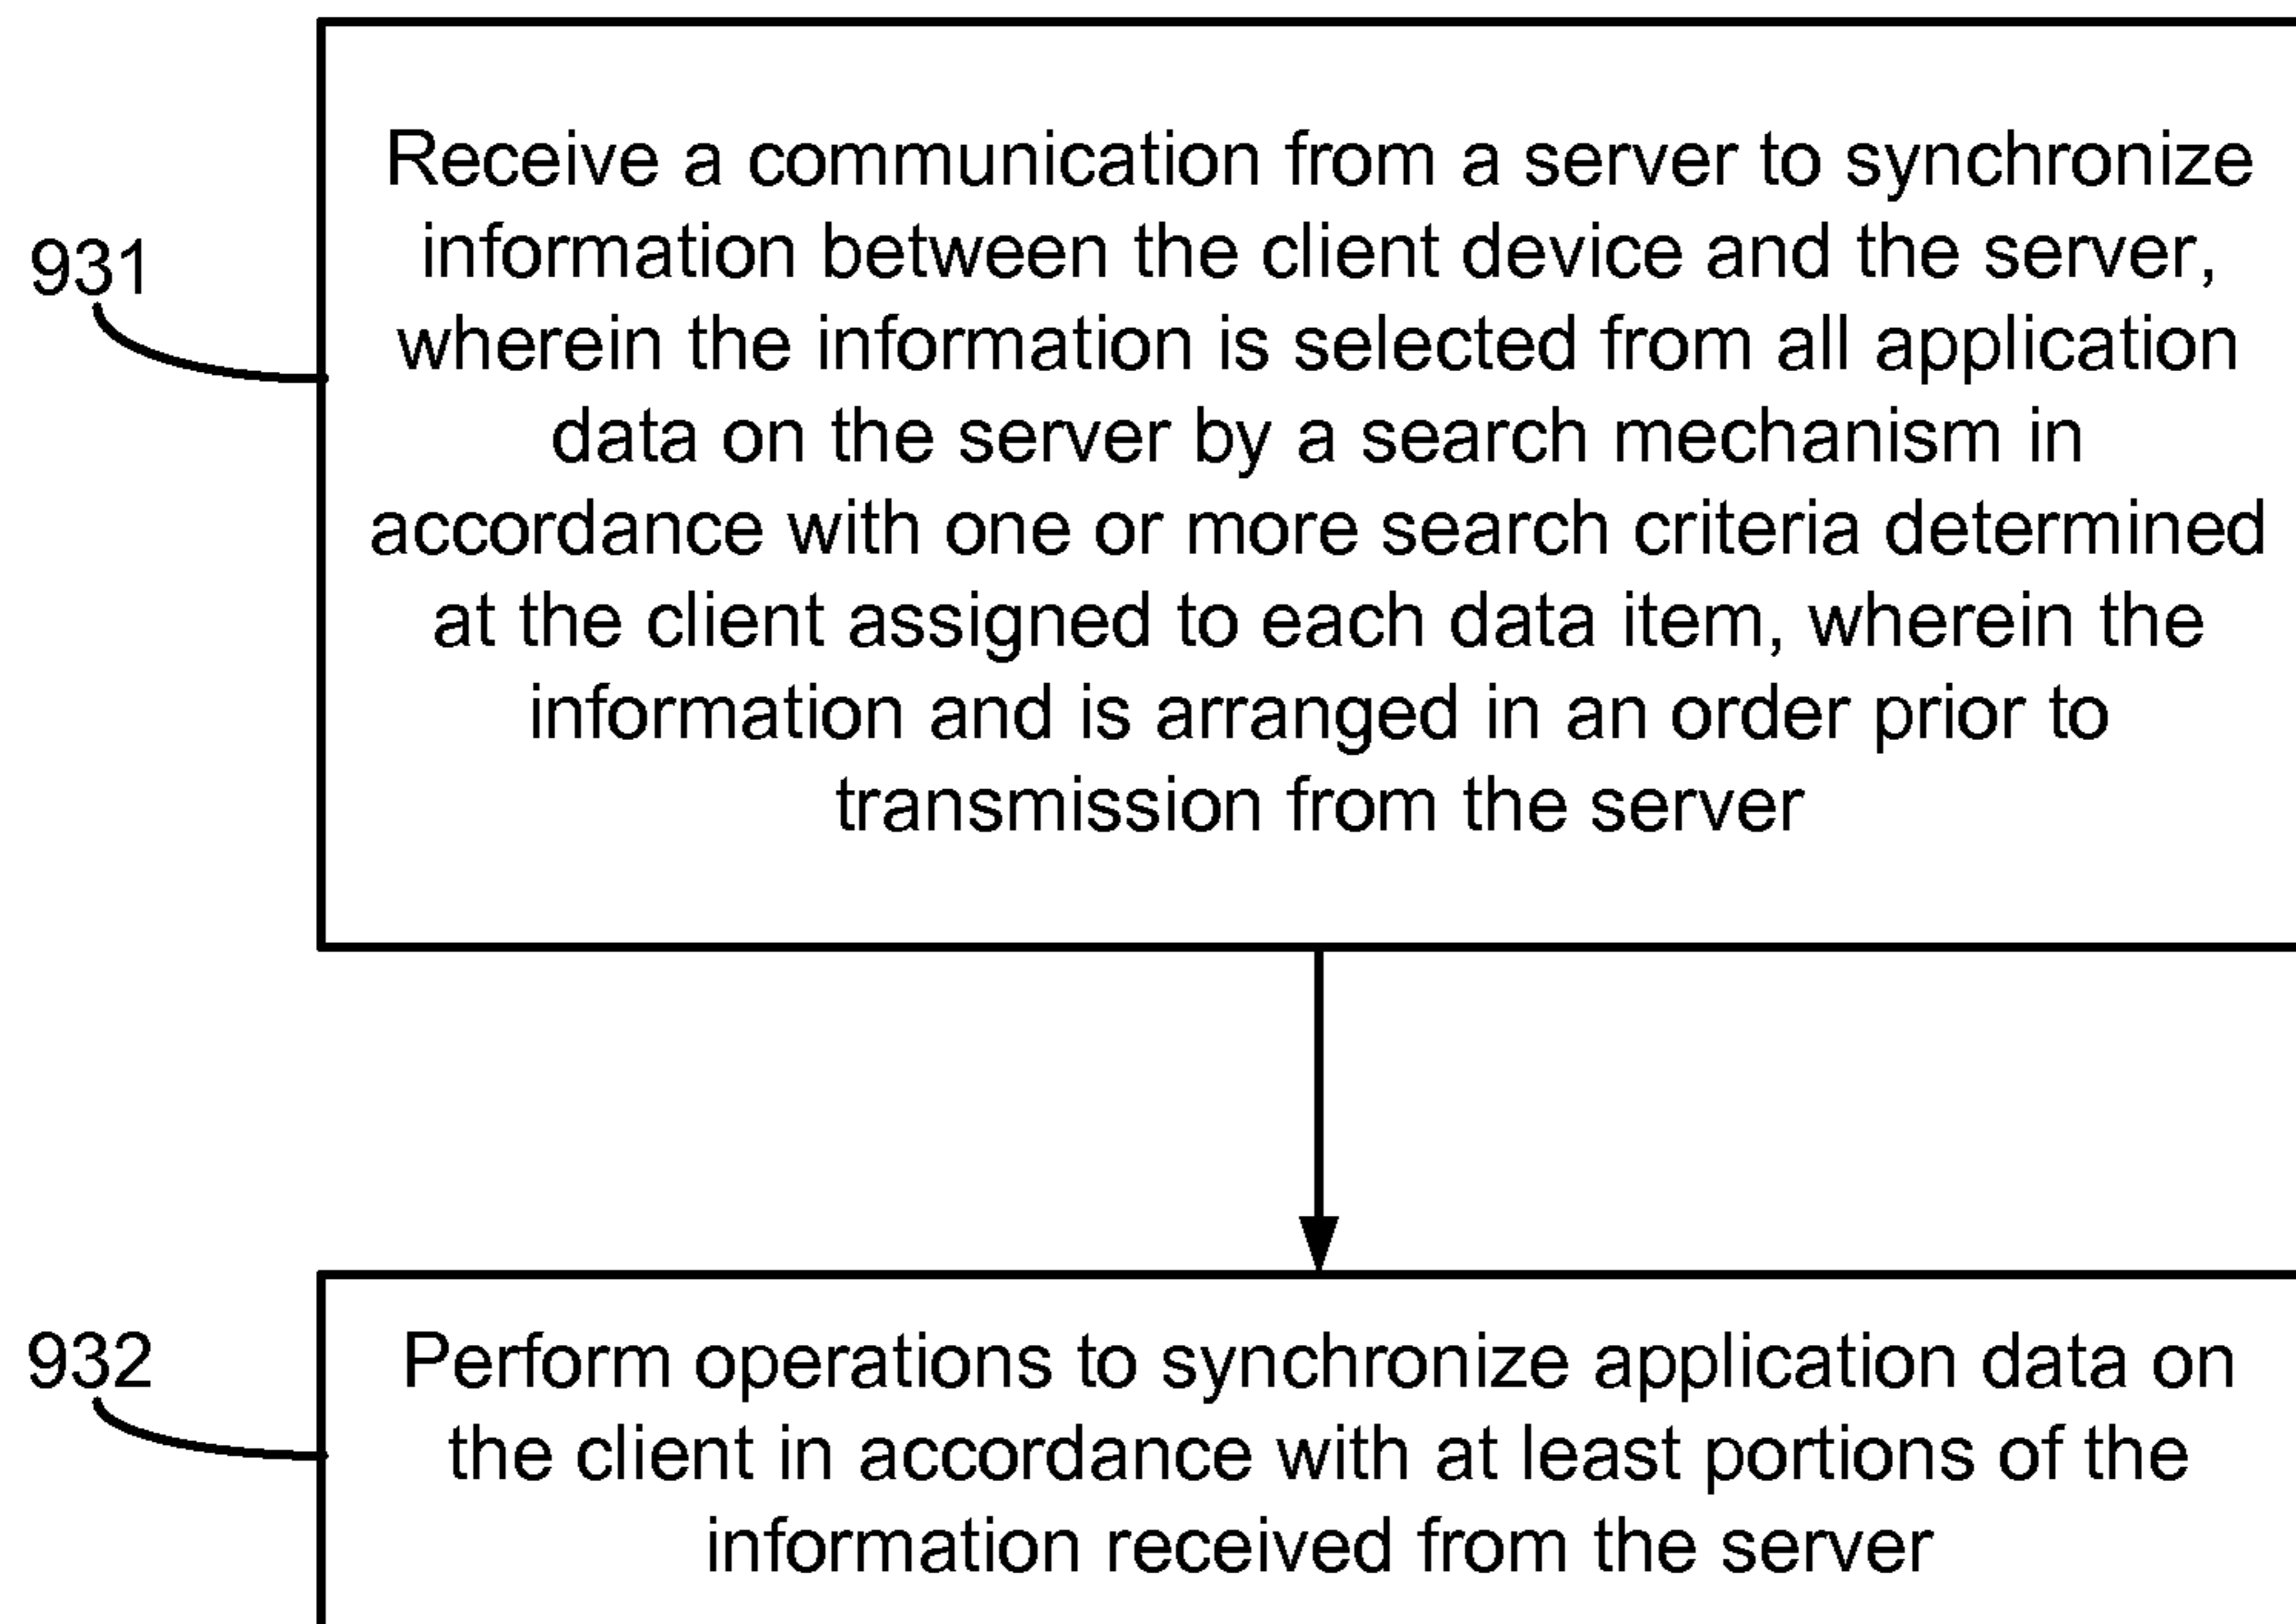 Receive a communication from a server to synchronize
information between the client device and the server,
931
wherein the information is selected from all application
data on the server by a search mechanism in
accordance with one or more search criteria determined
at the client assigned to each data item, wherein the
information and is arranged in an order prior to
transmission from the server
932
Perform operations to synchronize application data on
the client in accordance with at least portions of the
information received from the server